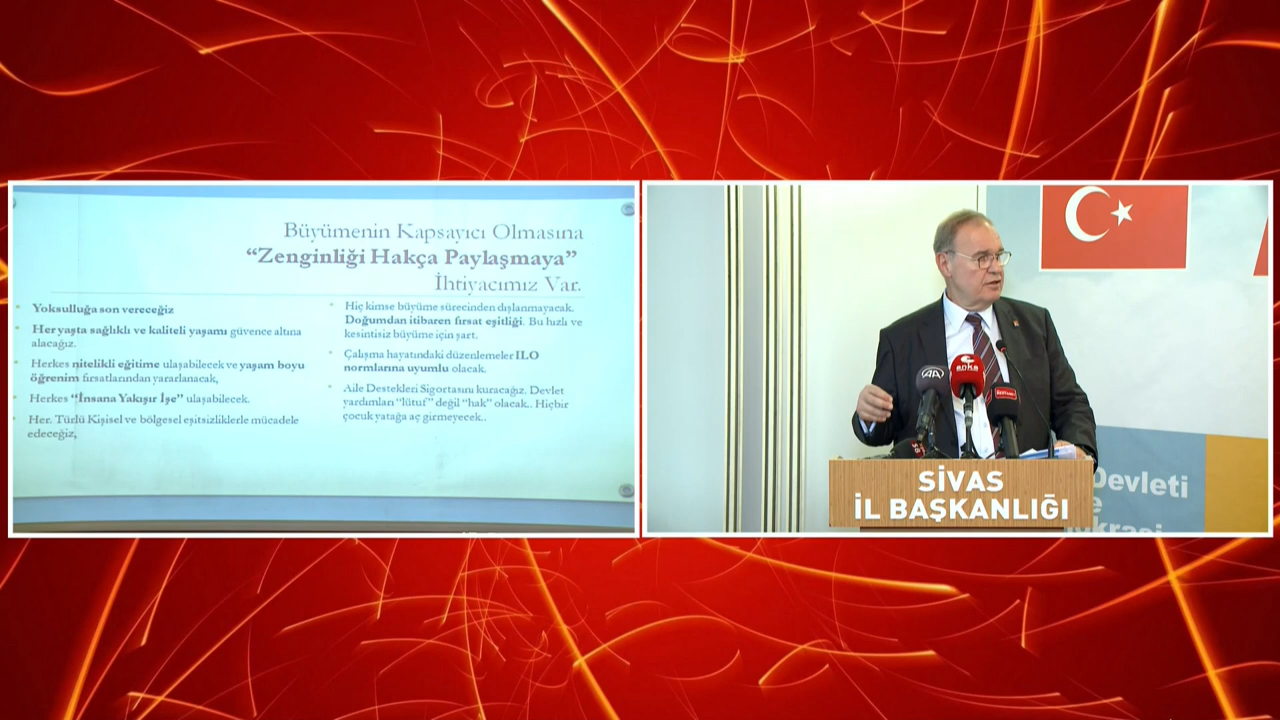 Büyümenin Kapsayıcı Olmasına
“Zenginliği Hakça Paylaşmaya”
İhtiyacımız Var.
Yoksulluğa son vereceğiz
Her yaşta sağlıklı ve kaliteli yaşamı güvence altına
alacağız.
Herkes nitelikli eğitime ulaşabilecek ve yaşam boyu
öğrenim fırsatlarından yararlanacak,
Herkes “İnsana Yakışır İşe” ulaşabilecek.
Her. Türlü Kişisel ve bölgesel eşitsizliklerle mücadele
edeceğiz,
Hiç kimse büyüme sürecinden dışlanmayacak.
Doğumdan itibaren fırsat eşitliği. Bu hızlı ve
kesintisiz büyüme için şart.
Çalışma hayatındaki düzenlemeler ILO
normlarına uyumlu olacak.
Aile Destekleri Sigortasını kuracağız. Devlet
yardımları “lütuf” değil “hak” olacak.. Hiçbir
çocuk yatağa aç girmeyecek..
AA
anka
SİVAS
İL BAŞKANLIĞI
Devleti